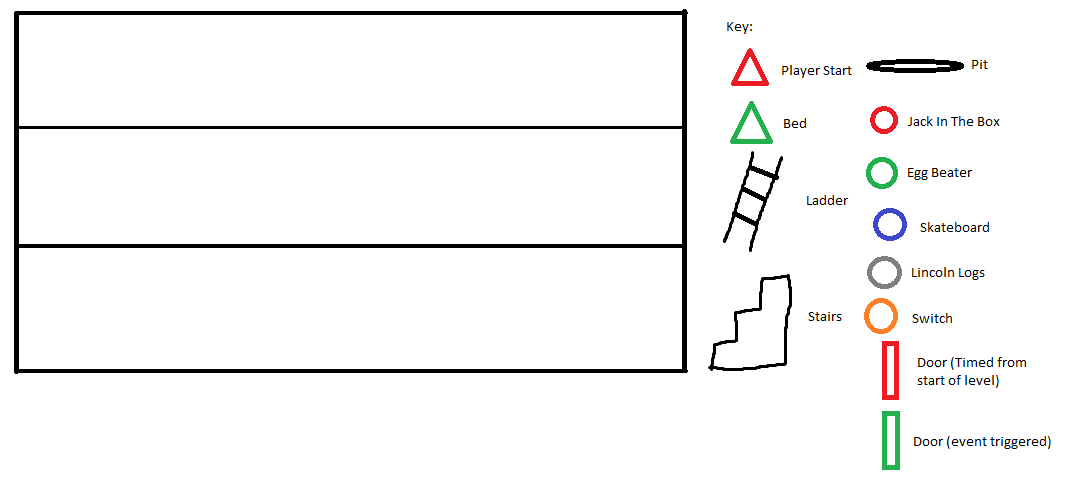 Key:
Player Start
Pit
Bed
Jack In The Box
Egg Beater
Ladder
Skateboard
Lincoln Logs
Stairs
Switch
Door (Timed from
start of level)
Door (event triggered)